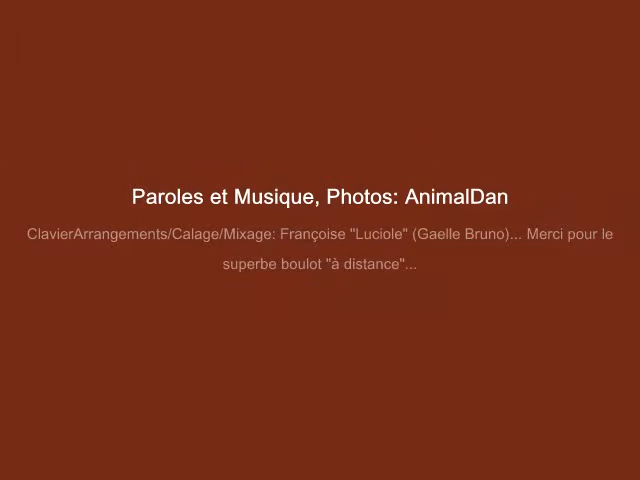 Paroles et Musique, Photos: AnimalDan
ClavierArrangements/Calage/Mixage: Françoise "Luciole" (Gaelle Bruno)... Merci pour le
superbe boulot "à distance"...